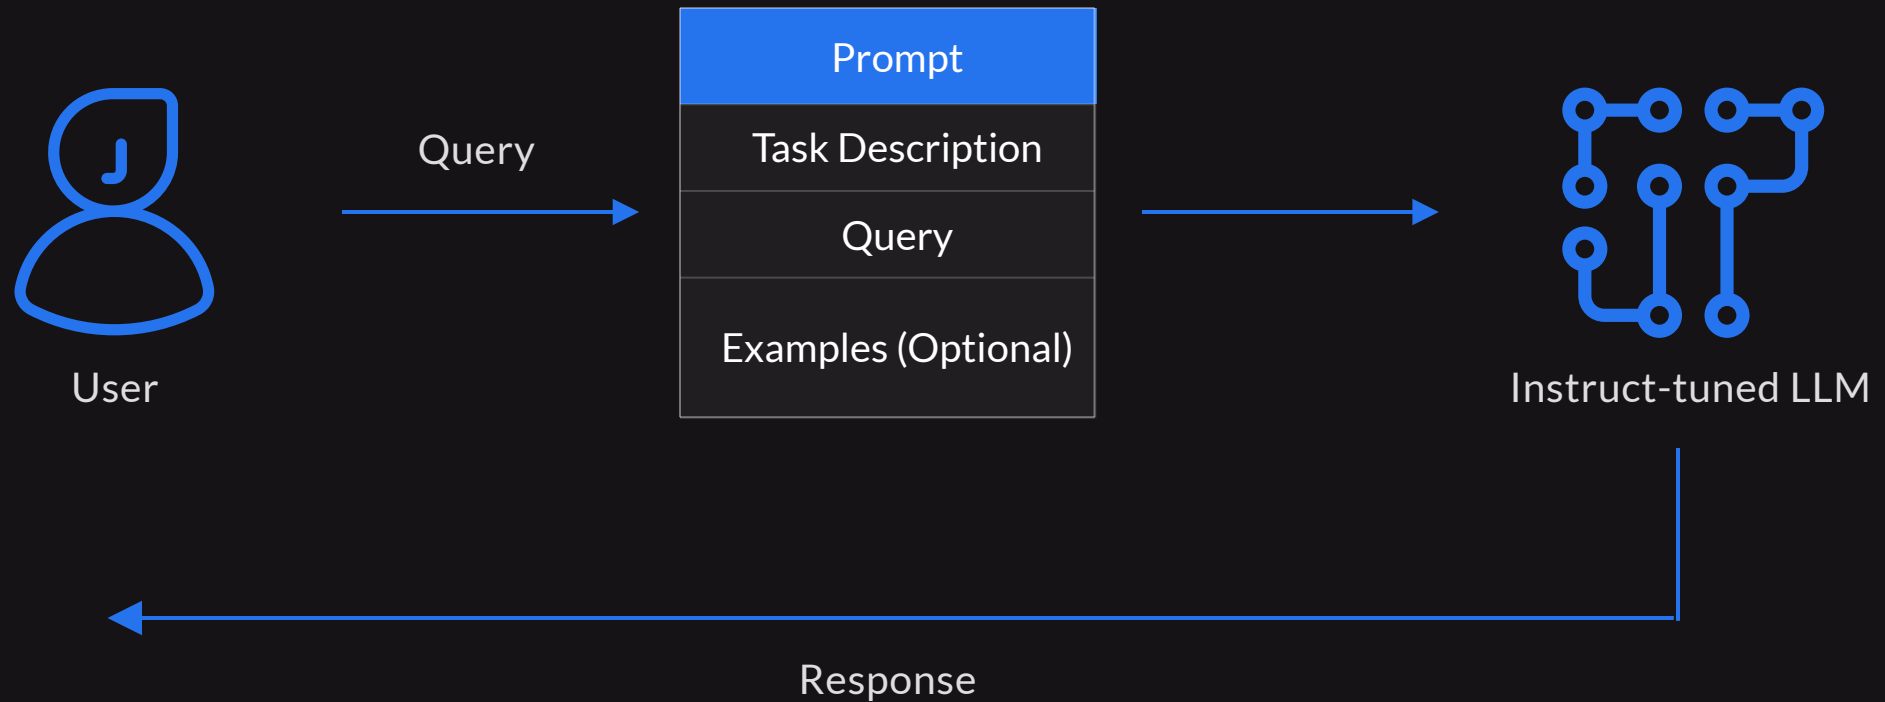 Prompt
Query
Task Description
Query
Examples (Optional)
User
Instruct-tuned LLM
Response